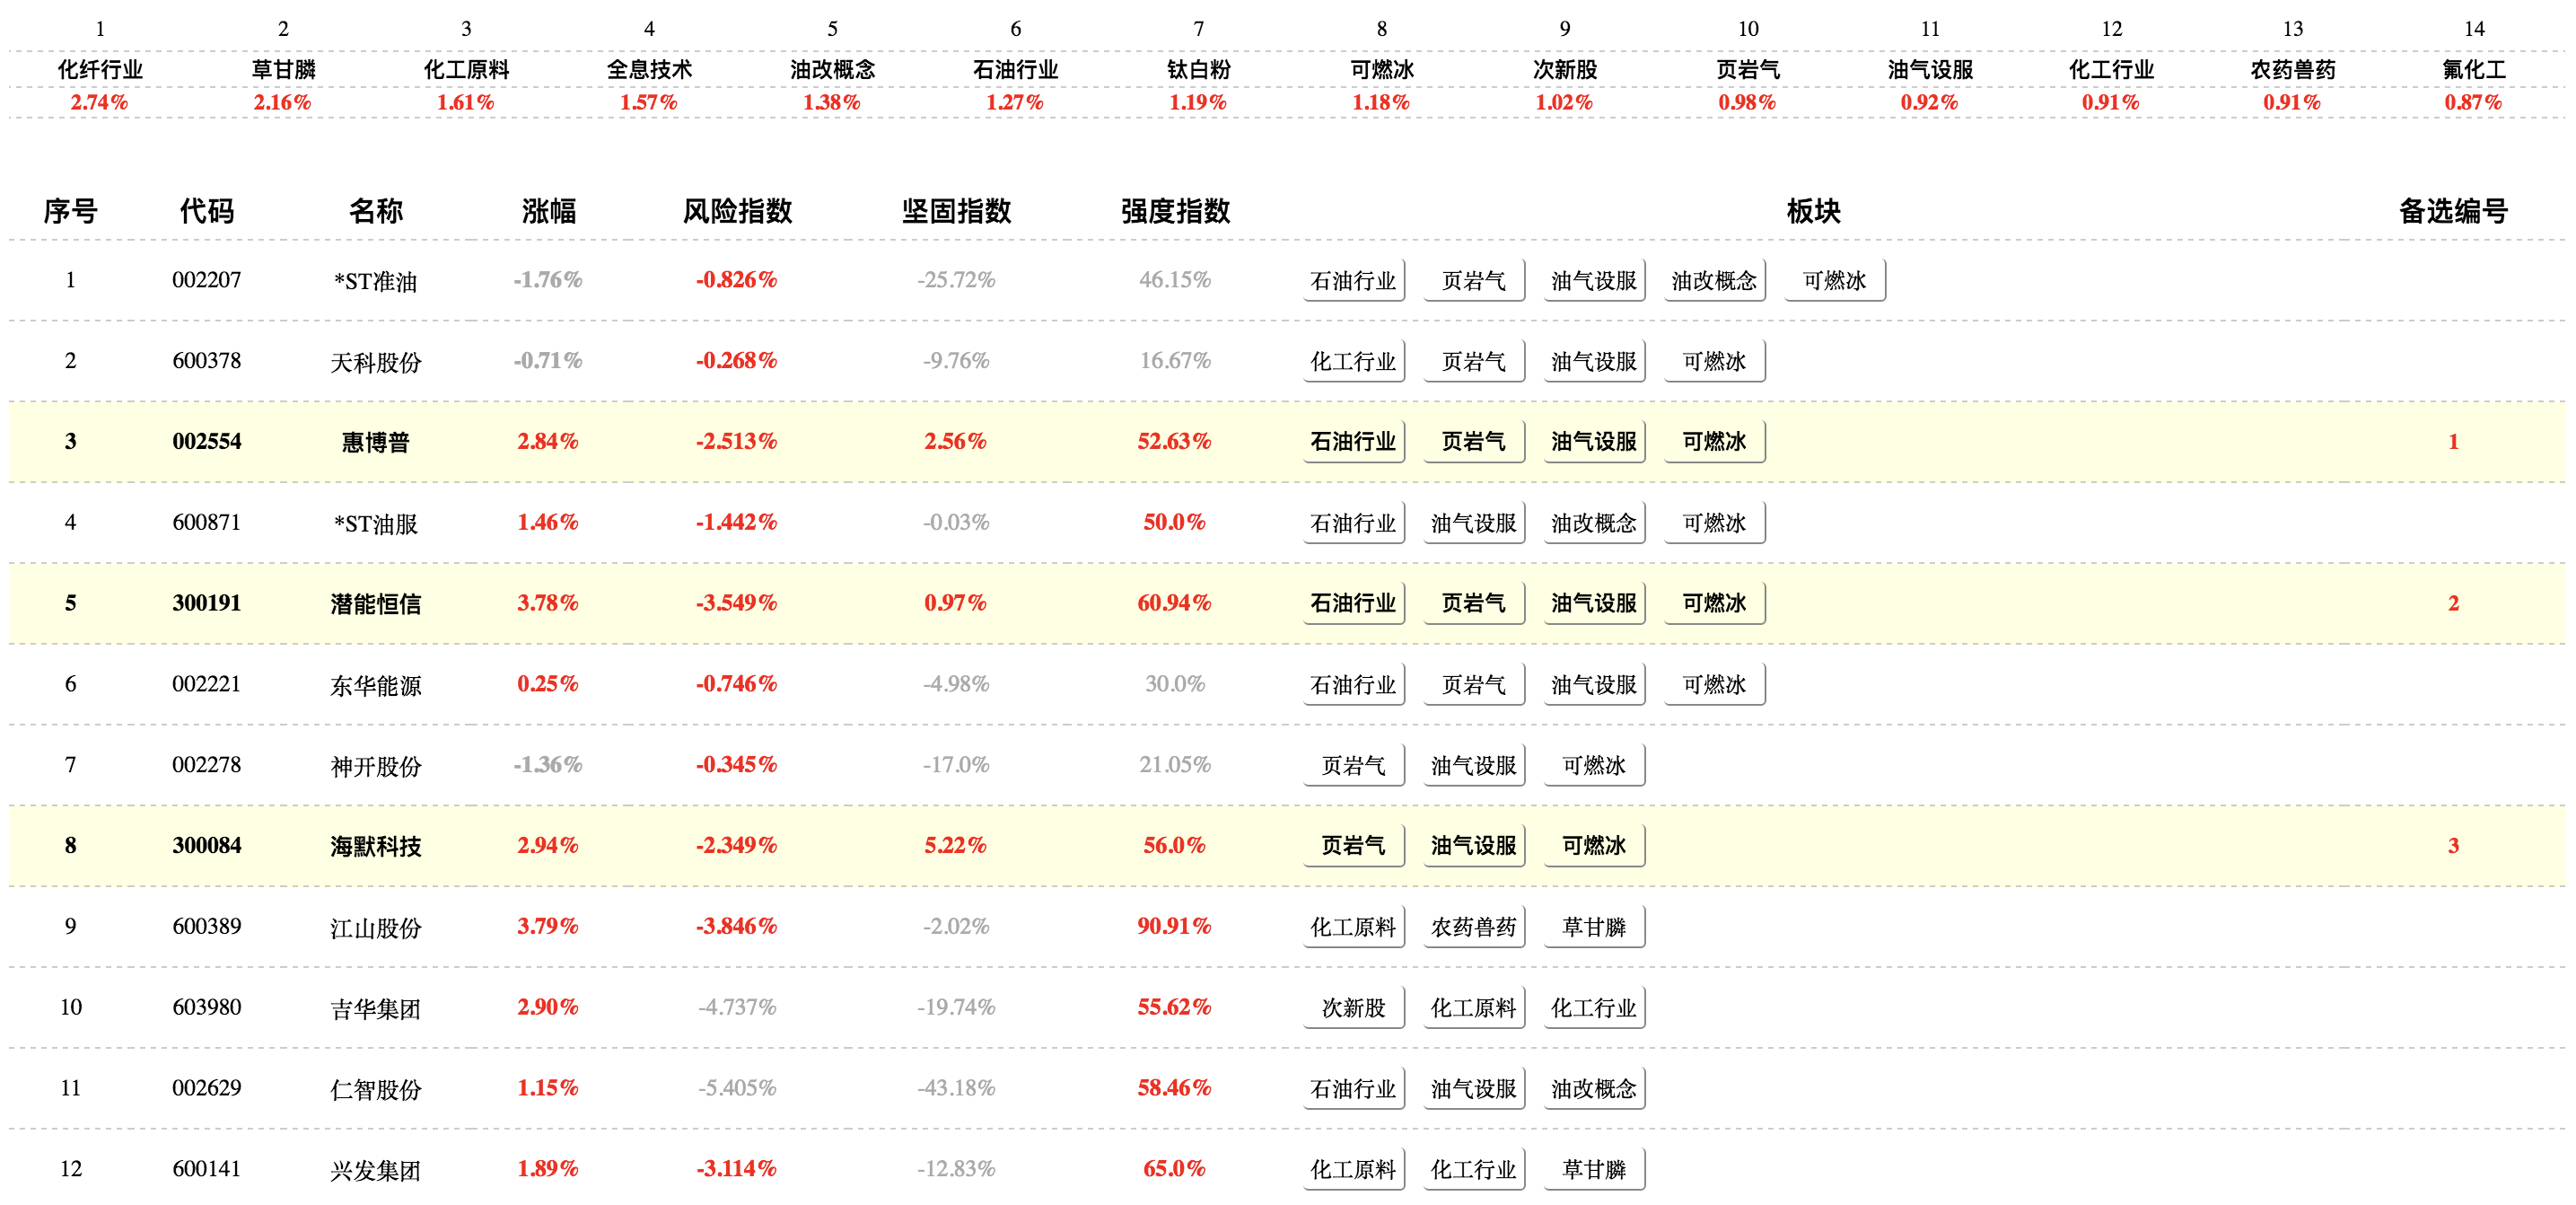 1 2 3 4 5 6 7 8 9 10 11 12 13 14
化纤行业 草甘膦 化工原料 全息技术 油改概念 石油行业 钛白粉 可燃冰 次新股 页岩气 油气设服 化工行业 农药兽药 氟化工
2.74% 2.16% 1.61% 1.57% 1.38% 1.27% 1.19% 1.18% 1.02% 0.98% 0.92% 0.91% 0.91% 0.87%
序号 代码 名称 涨幅 风险指数 坚固指数 强度指数 板块 备选编号
1 002207 *ST准油 -1.76% -0.826% -25.72% 46.15% 石油行业 页岩气 油气设服 油改概念 可燃冰
2 600378 天科股份 -0.71% -0.268% -9.76% 16.67% 化工行业 页岩气 油气设服 可燃冰
3 002554 惠博普 2.84% -2.513% 2.56% 52.63% 石油行业 页岩气 油气设服 可燃冰 1
4 600871 *ST油服 1.46% -1.442% -0.03% 50.0% 石油行业 油气设服 油改概念 可燃冰
5 300191 潜能恒信 3.78% -3.549% 0.97% 60.94% 石油行业 页岩气 油气设服 可燃冰 2
6 002221 东华能源 0.25% -0.746% -4.98% 30.0% 石油行业 页岩气 油气设服 可燃冰
7 002278 神开股份 -1.36% -0.345% -17.0% 21.05% 页岩气 油气设服 可燃冰
8 300084 海默科技 2.94% -2.349% 5.22% 56.0% 页岩气 油气设服 可燃冰 3
9 600389 江山股份 3.79% -3.846% -2.02% 90.91% 化工原料 农药兽药 草甘膦
10 603980 吉华集团 2.90% -4.737% -19.74% 55.62% 次新股 化工原料 化工行业
11 002629 仁智股份 1.15% -5.405% -43.18% 58.46% 石油行业 油气设服 油改概念
12 600141 兴发集团 1.89% -3.114% -12.83% 65.0% 化工原料 化工行业 草甘膦